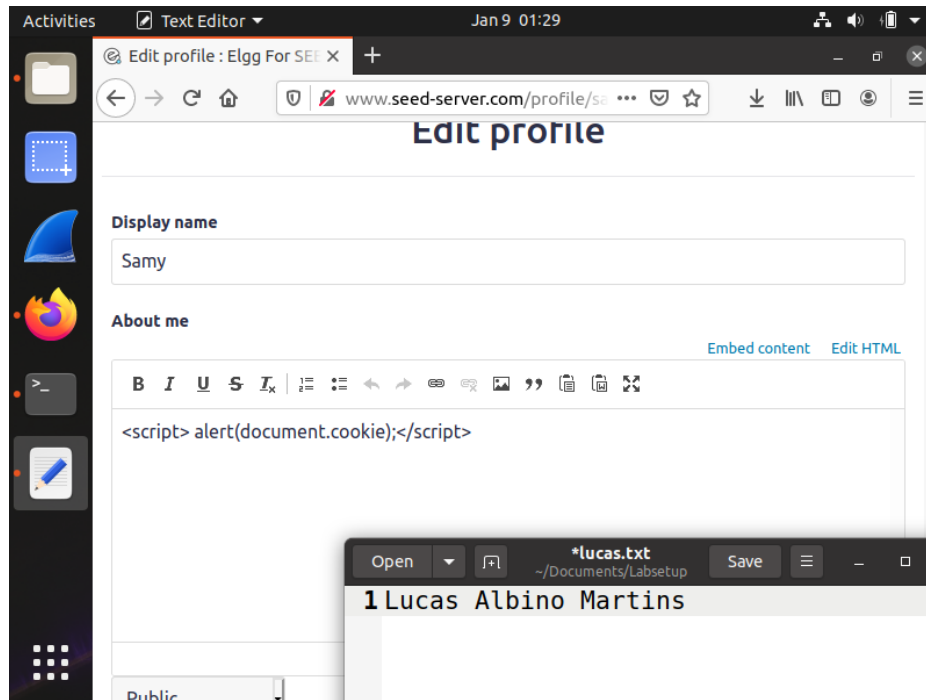 Activities Text Editor Jan 9 01:29
Edit profile : Elgg For SEE
www.seed-server.com/profile/sa
Edit profile
Display name
Samy
About me
Embed content Edit HTML
B I U S Ix
<script> alert(document.cookie);</script>
Open *lucas.txt Save
~/Documents/Labsetup
1 Lucas Albino Martins
Public